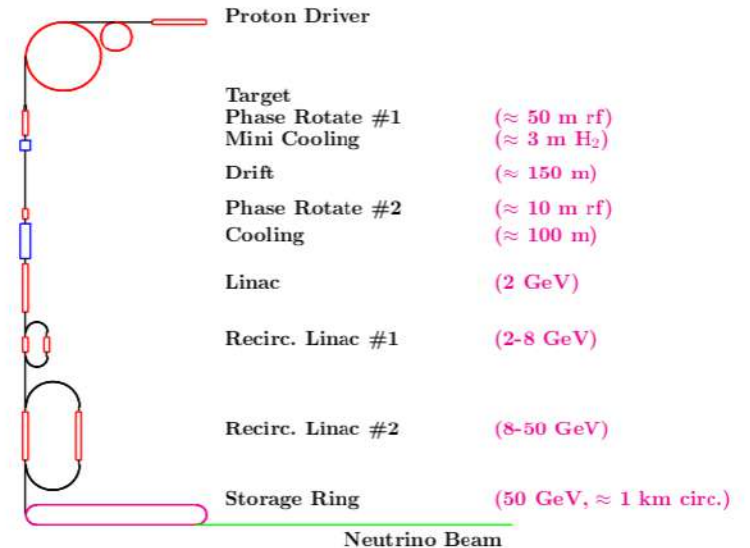 Proton Driver
Target
Phase Rotate #1 (≈ 50 m rf)
Mini Cooling (≈ 3 m H₂)
Drift (≈ 150 m)
Phase Rotate #2 (≈ 10 m rf)
Cooling (≈ 100 m)
Linac (2 GeV)
Recirc. Linac #1 (2-8 GeV)
Recirc. Linac #2 (8-50 GeV)
Storage Ring (50 GeV, ≈ 1 km circ.)
Neutrino Beam